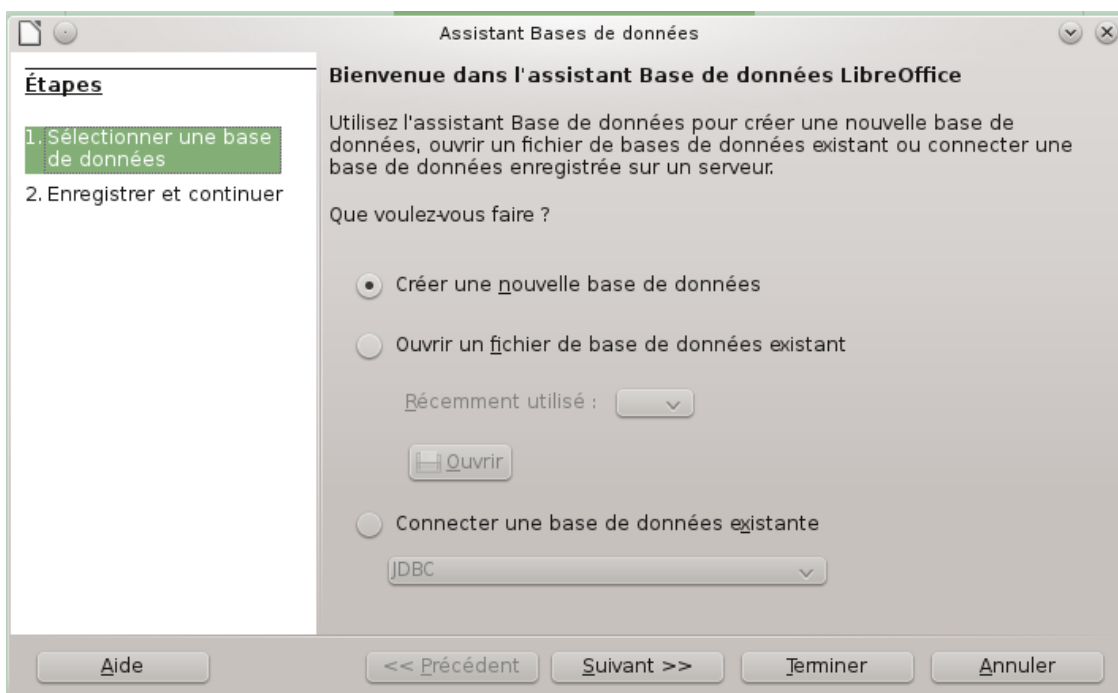 Assistant Bases de données
Étapes
1. Sélectionner une base
de données
2. Enregistrer et continuer
Bienvenue dans l'assistant Base de données LibreOffice
Utilisez l'assistant Base de données pour créer une nouvelle base de
données, ouvrir un fichier de bases de données existant ou connecter une
base de données enregistrée sur un serveur.
Que voulez-vous faire ?
Créer une nouvelle base de données
Ouvrir un fichier de base de données existant
Récemment utilisé :
Ouvrir
Connecter une base de données existante
JDBC
Aide
<< Précédent
Suivant >>
Terminer
Annuler